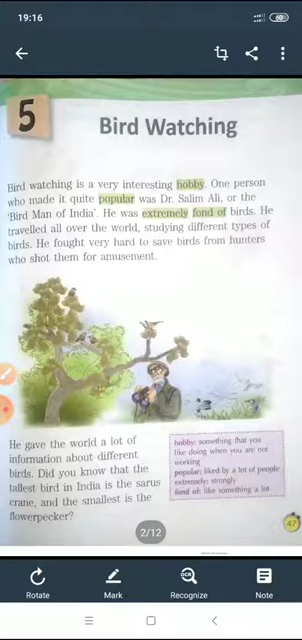 19:16
60
5
Bird Watching
Bird watching is a very interesting hobby. One person
who made it quite popular was Dr. Salim Ali, or the
'Bird Man of India'. He was extremely fond of birds. He
travelled all over the world, studying different types of
birds. He fought very hard to save birds from hunters
who shot them for amusement.
He gave the world a lot of
information about different
birds. Did you know that the
tallest bird in India is the sarus
crane, and the smallest is the
flowerpecker?
hobby: something that you
like doing when you are not
working
popular: liked by a lot of people
extremely: strongly
fond of: like something a lot
47
2/12
Rotate
Mark
Recognize
Note